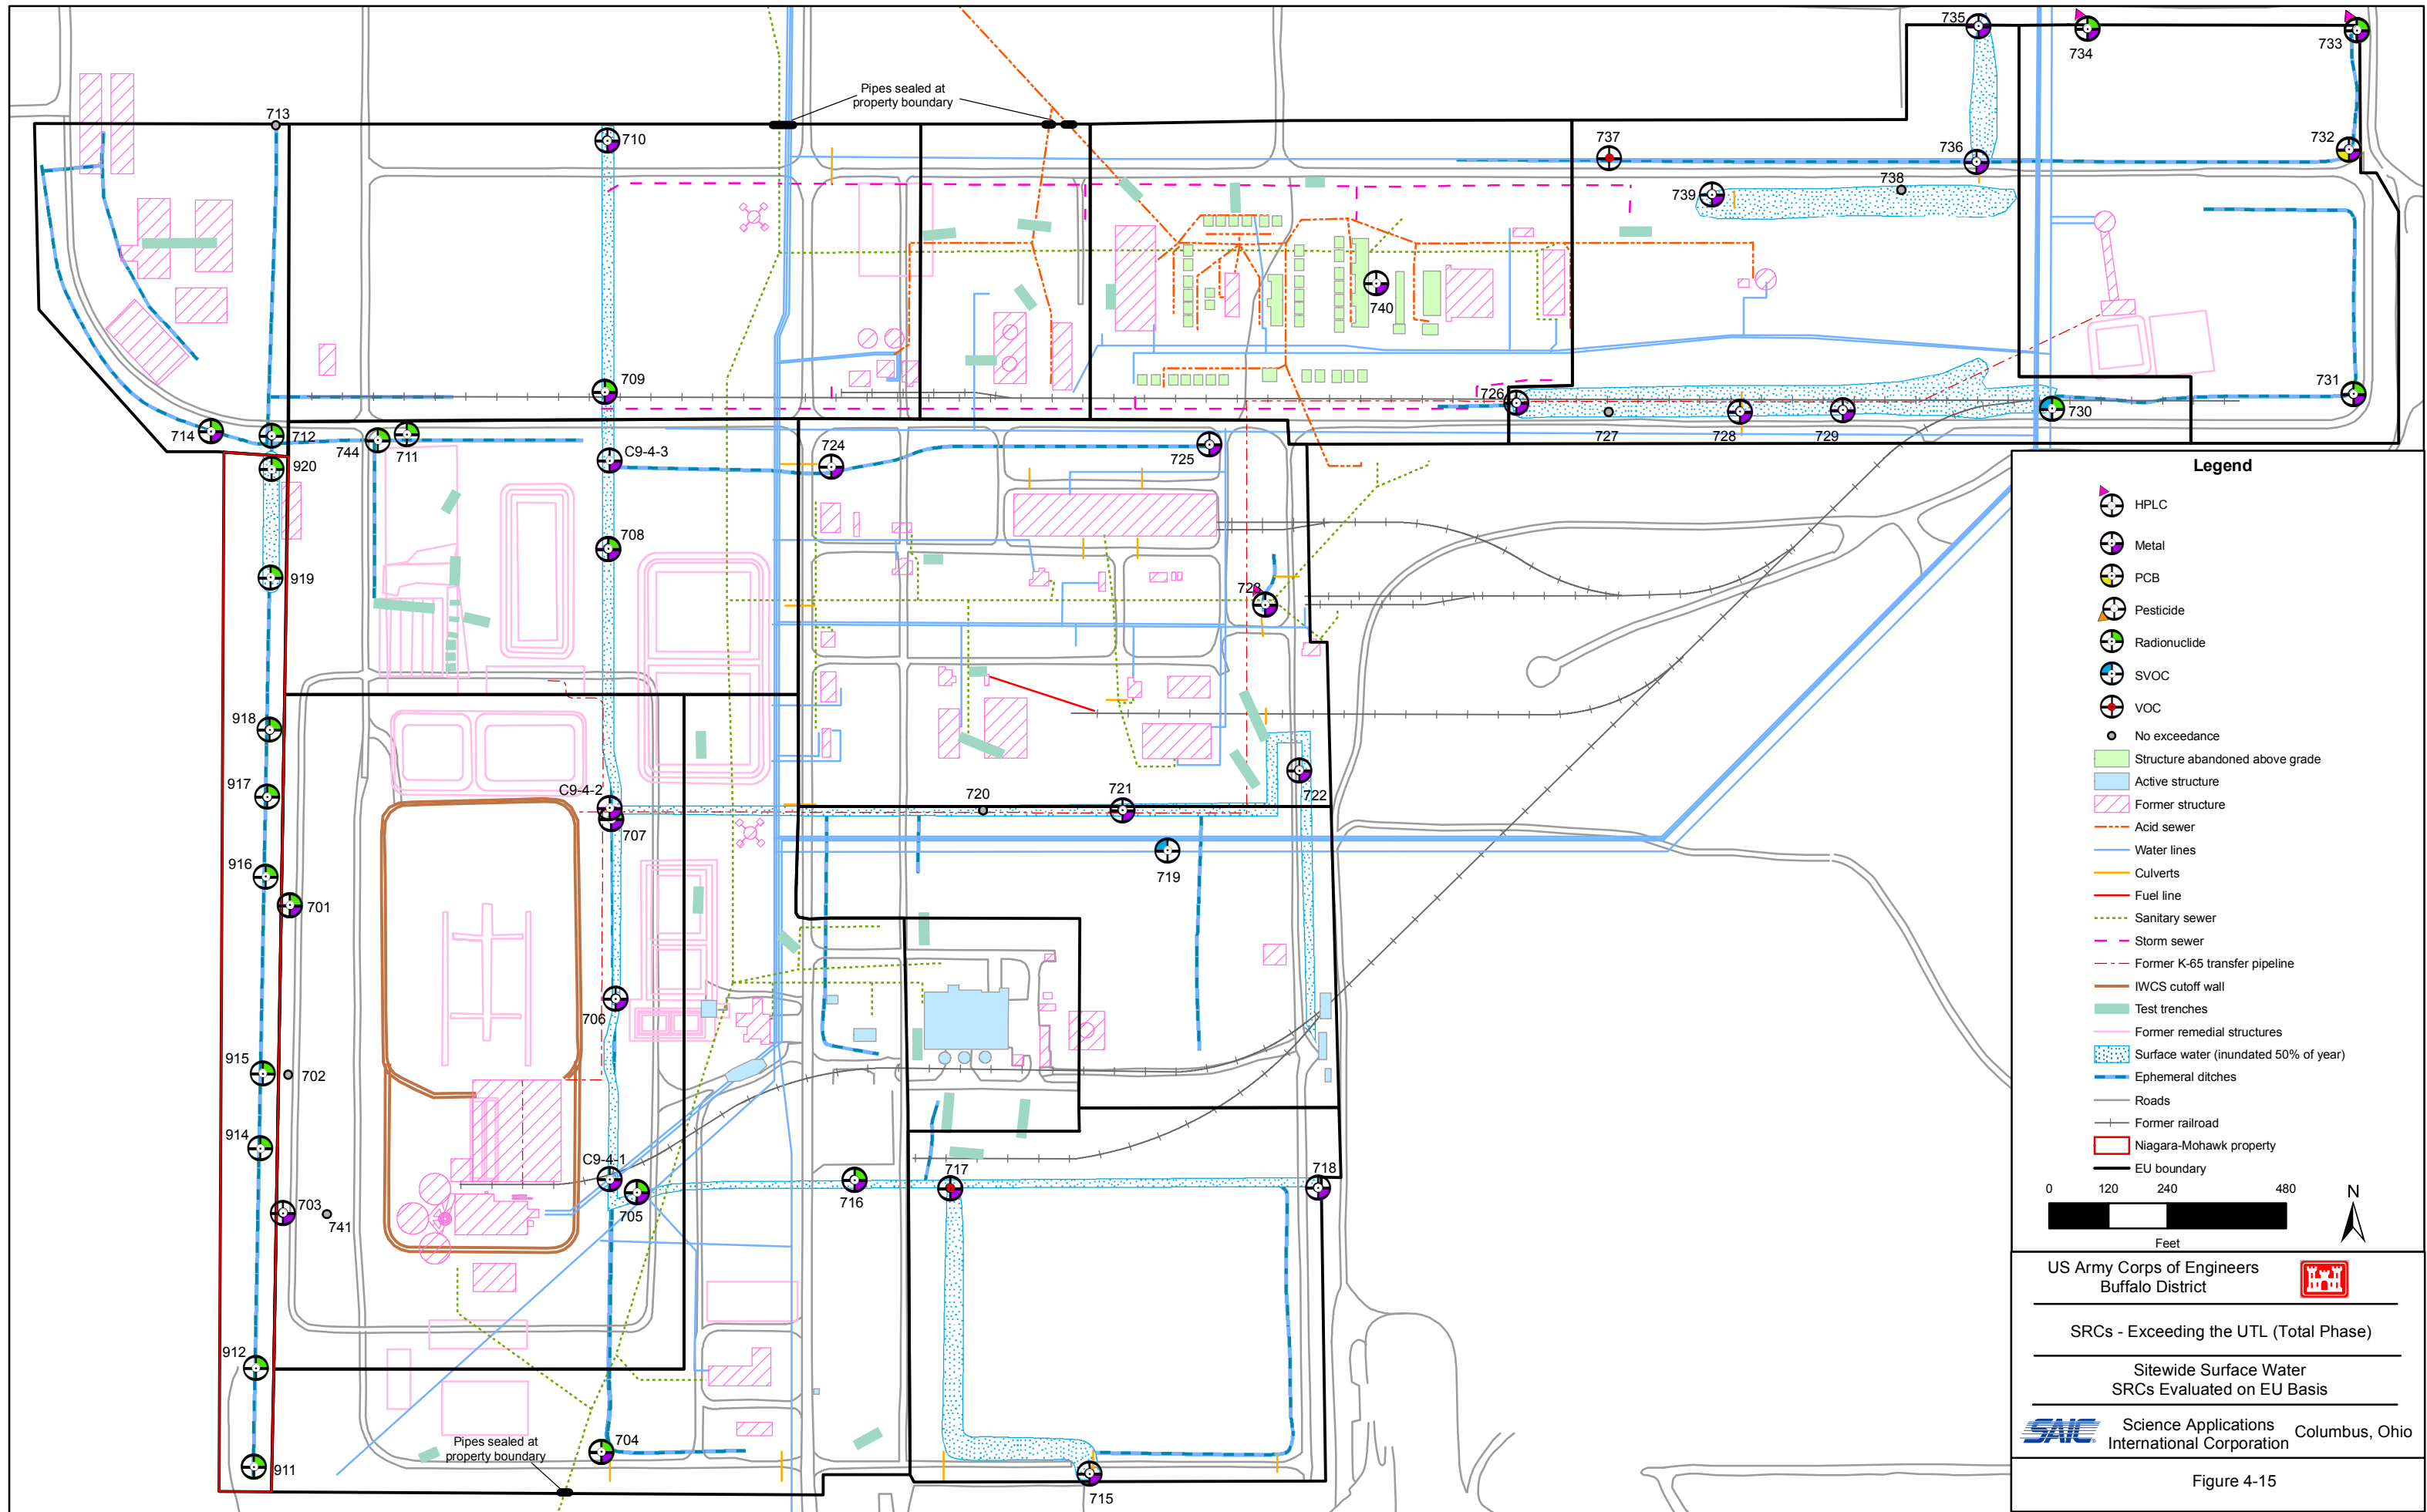 735
734
733
Pipes sealed at
property boundary
713
710
737
736
732
738
739
740
709
726
727
728
729
730
731
714
712
744
711
C9-4-3
724
725
920
919
708
723
918
917
C9-4-2
707
720
721
722
719
916
701
706
915
702
914
C9-4-1
705
716
717
718
703
741
912
911
704
Pipes sealed at
property boundary
715
Legend
HPLC
Metal
PCB
Pesticide
Radionuclide
SVOC
VOC
No exceedance
Structure abandoned above grade
Active structure
Former structure
Acid sewer
Water lines
Culverts
Fuel line
Sanitary sewer
Storm sewer
Former K-65 transfer pipeline
IWCS cutoff wall
Test trenches
Former remedial structures
Surface water (inundated 50% of year)
Ephemeral ditches
Roads
Former railroad
Niagara-Mohawk property
EU boundary
0 120 240 480
Feet
N
US Army Corps of Engineers
Buffalo District
SRCs - Exceeding the UTL (Total Phase)
Sitewide Surface Water
SRCs Evaluated on EU Basis
SAIC
Science Applications
International Corporation
Columbus, Ohio
Figure 4-15